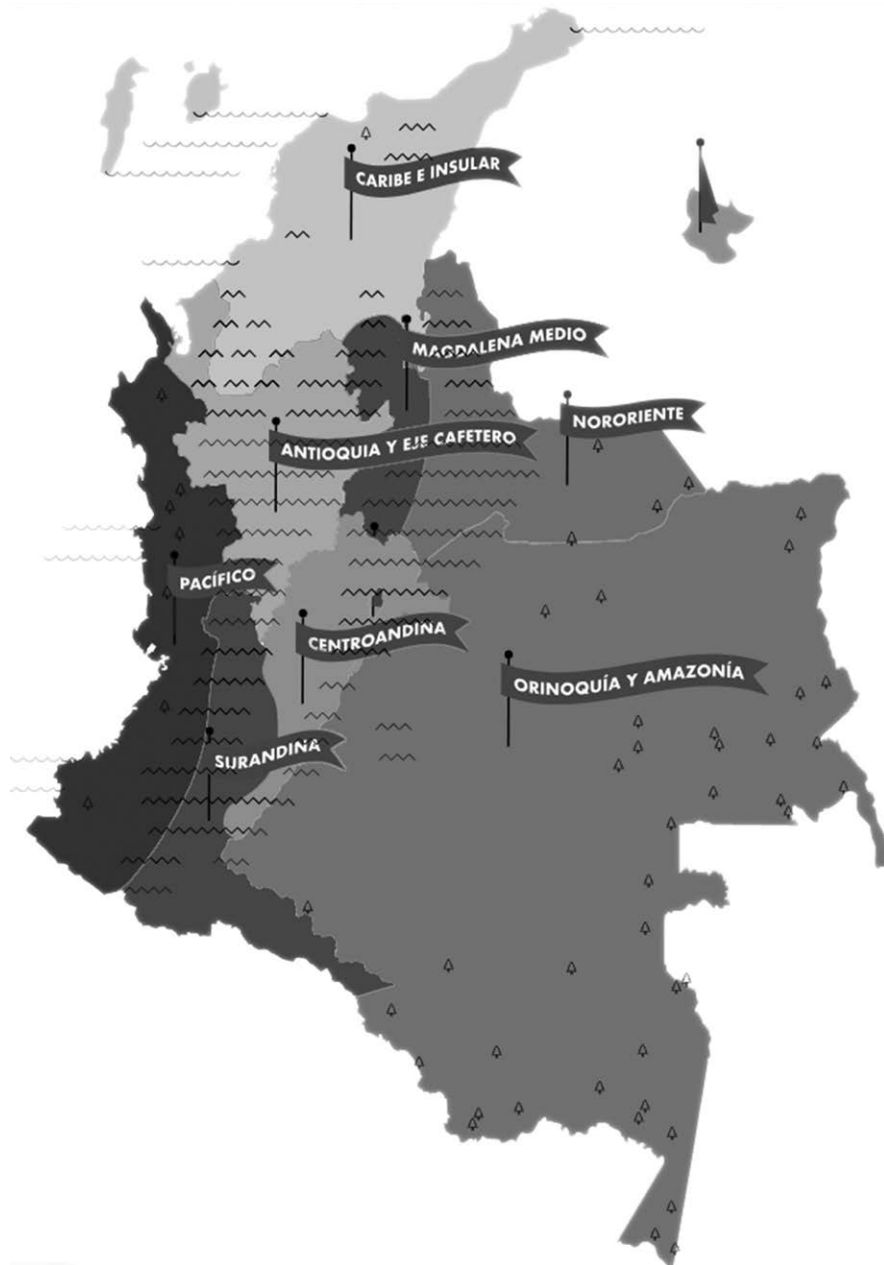 CARIBE E INSULAR
MAGDALENA MEDIO
NORORIENTE
ANTIOQUIA Y EJE CAFETERO
PACÍFICO
CENTROANDINA
ORINOQUÍA Y AMAZONÍA
SURANDINA